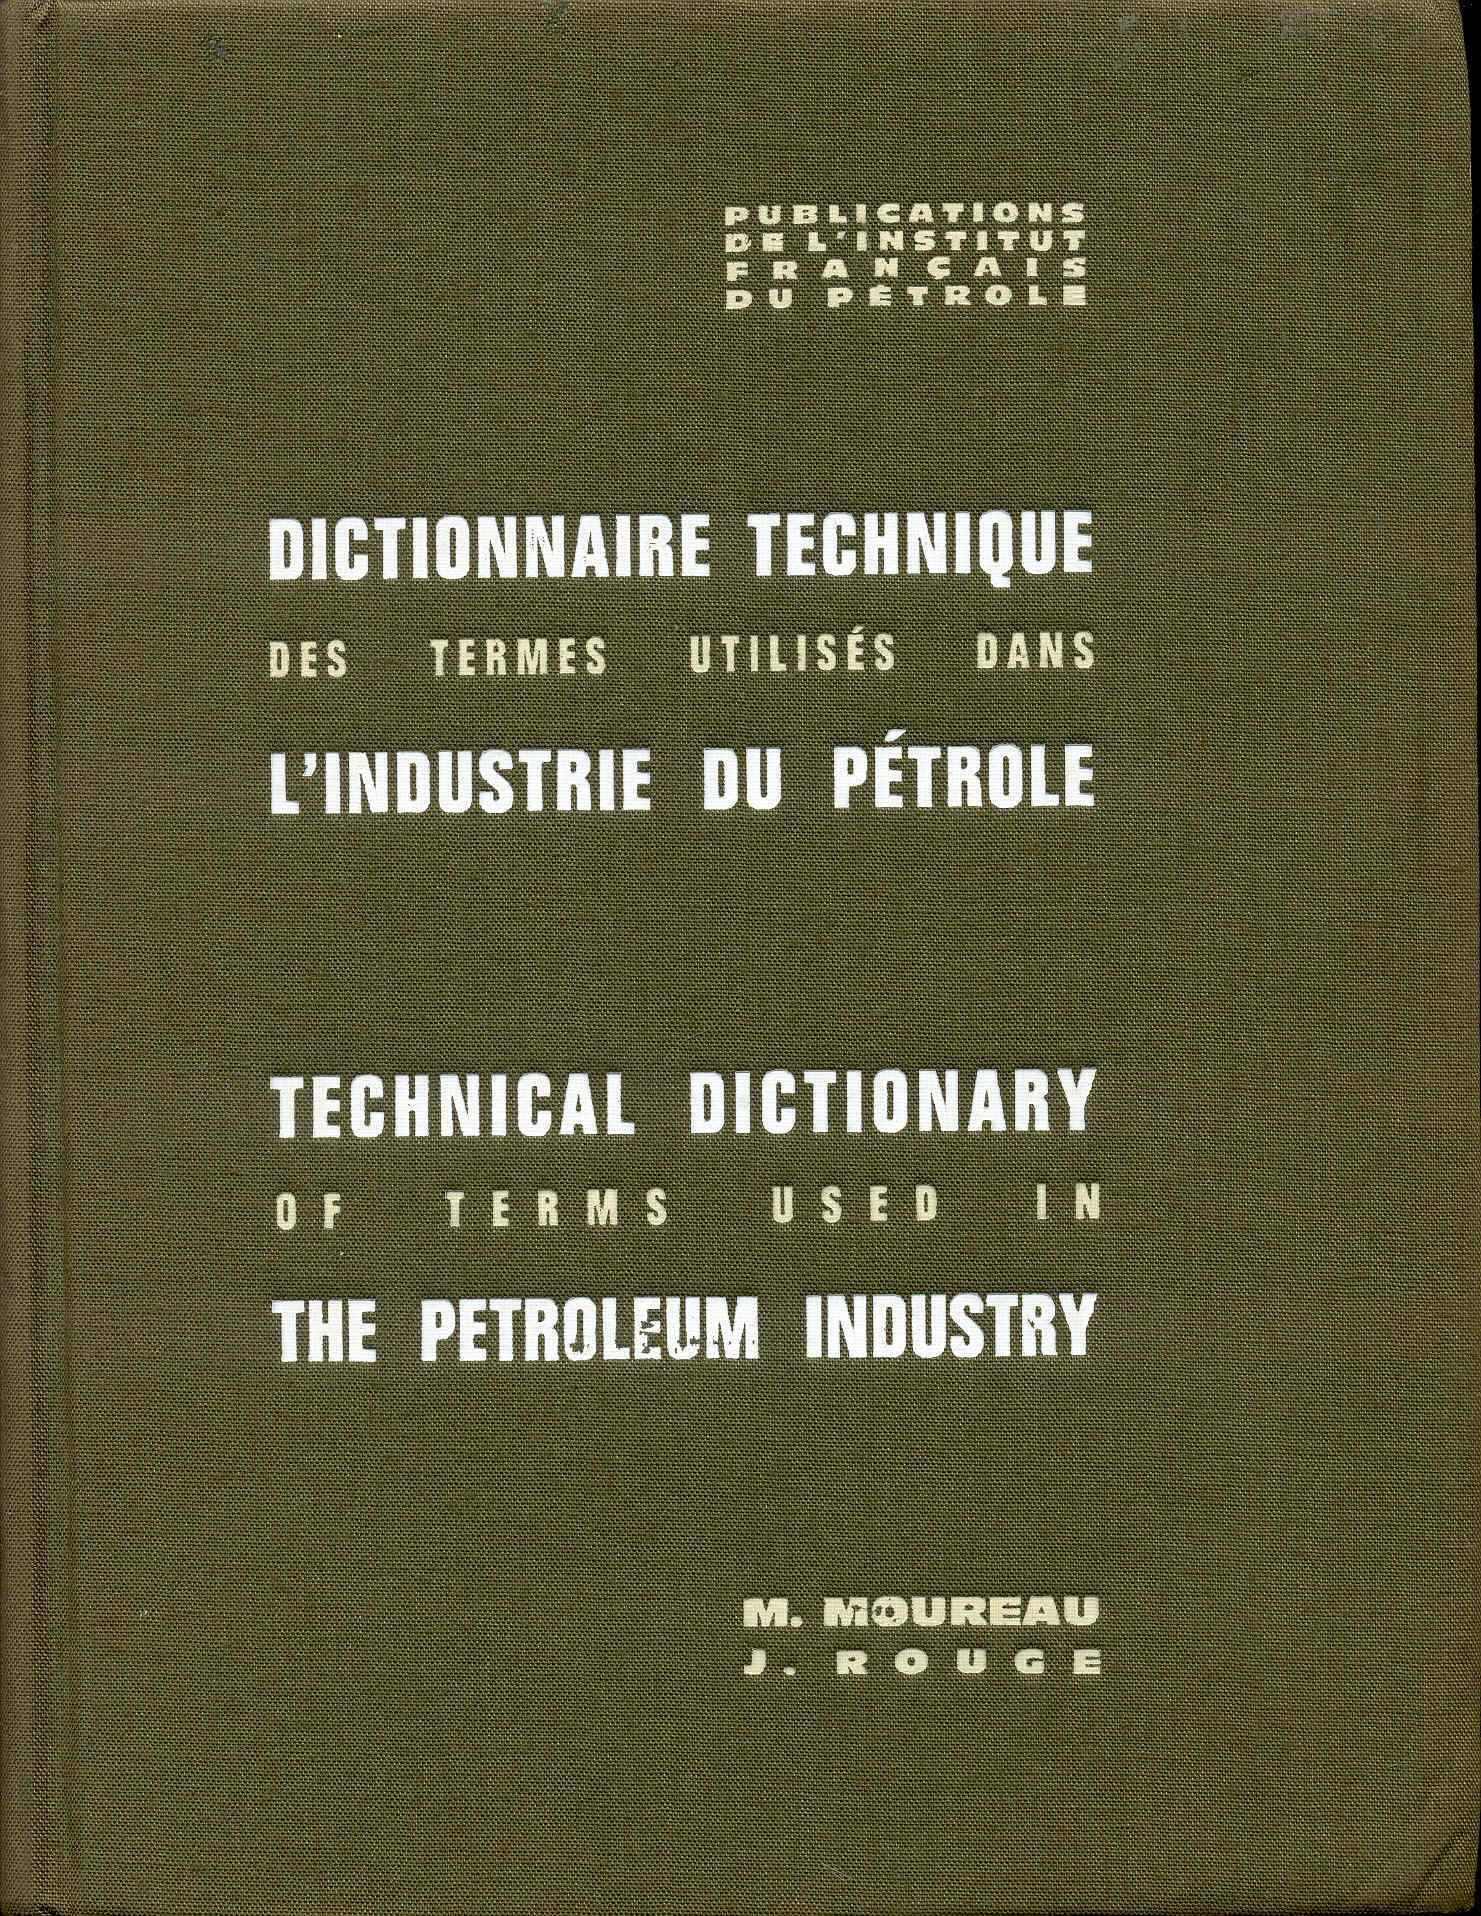 PUBLICATIONS
DE L'INSTITUT
FRANÇAIS
DU PÉTROLE
DICTIONNAIRE TECHNIQUE
DES TERMES UTILISÉS DANS
L'INDUSTRIE DU PÉTROLE
TECHNICAL DICTIONARY
OF TERMS USED IN
THE PETROLEUM INDUSTRY
M. MOUREAU
J. ROUGE